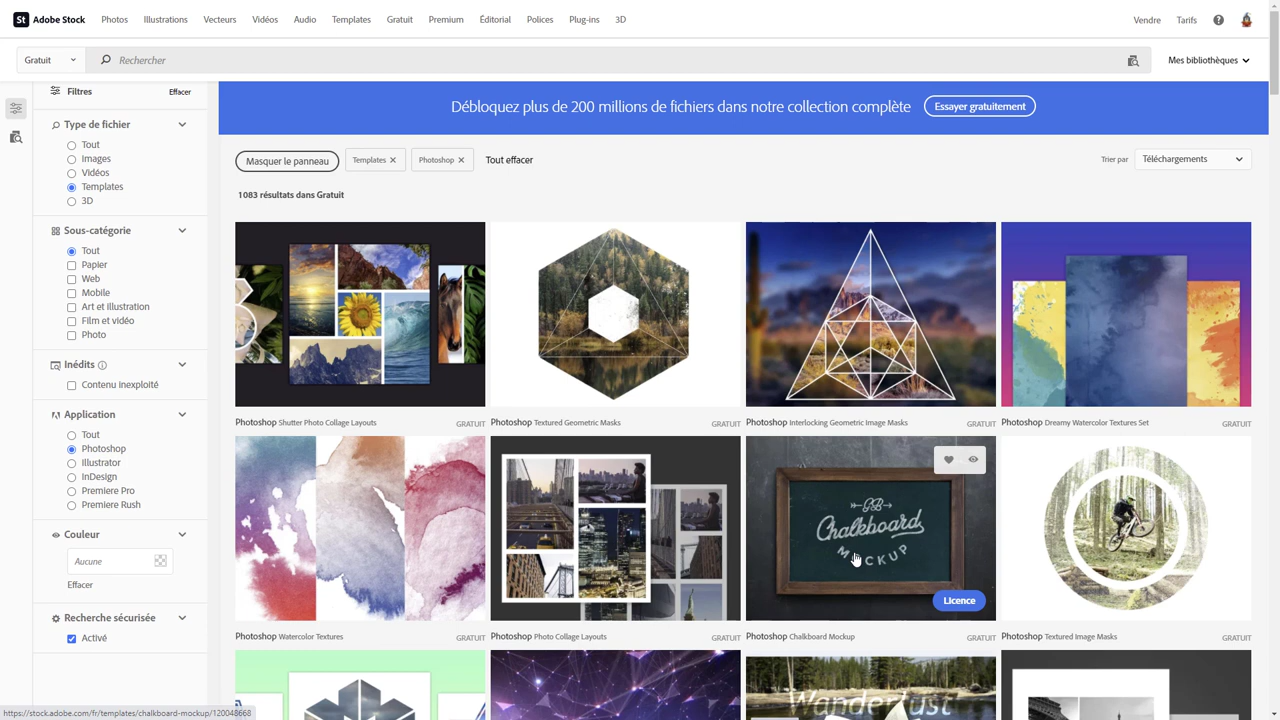 St Adobe Stock Photos Illustrations Vecteurs Vidéos Audio Templates Gratuit Premium Éditorial Polices Plug-ins 3D Vendre Tarifs ?
Gratuit Rechercher Mes bibliothèques
Filtres Effacer
Débloquez plus de 200 millions de fichiers dans notre collection complète Essayer gratuitement
Type de fichier
Tout
Images
Vidéos
Templates
3D
Sous-catégorie
Tout
Papier
Web
Mobile
Art et illustration
Film et vidéo
Photo
Inédits
Contenu inexploité
Application
Tout
Photoshop
Illustrator
InDesign
Premiere Pro
Premiere Rush
Couleur
Aucune
Effacer
Recherche sécurisée
Activé
Masquer le panneau Templates Photoshop Tout effacer Trier par Téléchargements
1 083 résultats dans Gratuit
Photoshop Shutter Photo Collage Layouts GRATUIT
Photoshop Textured Geometric Masks GRATUIT
Photoshop Interlocking Geometric Image Masks GRATUIT
Photoshop Dreamy Watercolor Textures Set GRATUIT
GB
Chalkboard
MOCKUP
Licence
Photoshop Watercolor Textures GRATUIT
Photoshop Photo Collage Layouts GRATUIT
Photoshop Chalkboard Mockup GRATUIT
Photoshop Textured Image Masks GRATUIT
Wanderlust
https://stock.adobe.com/fr/templates/chalkboard-mockup/120048668